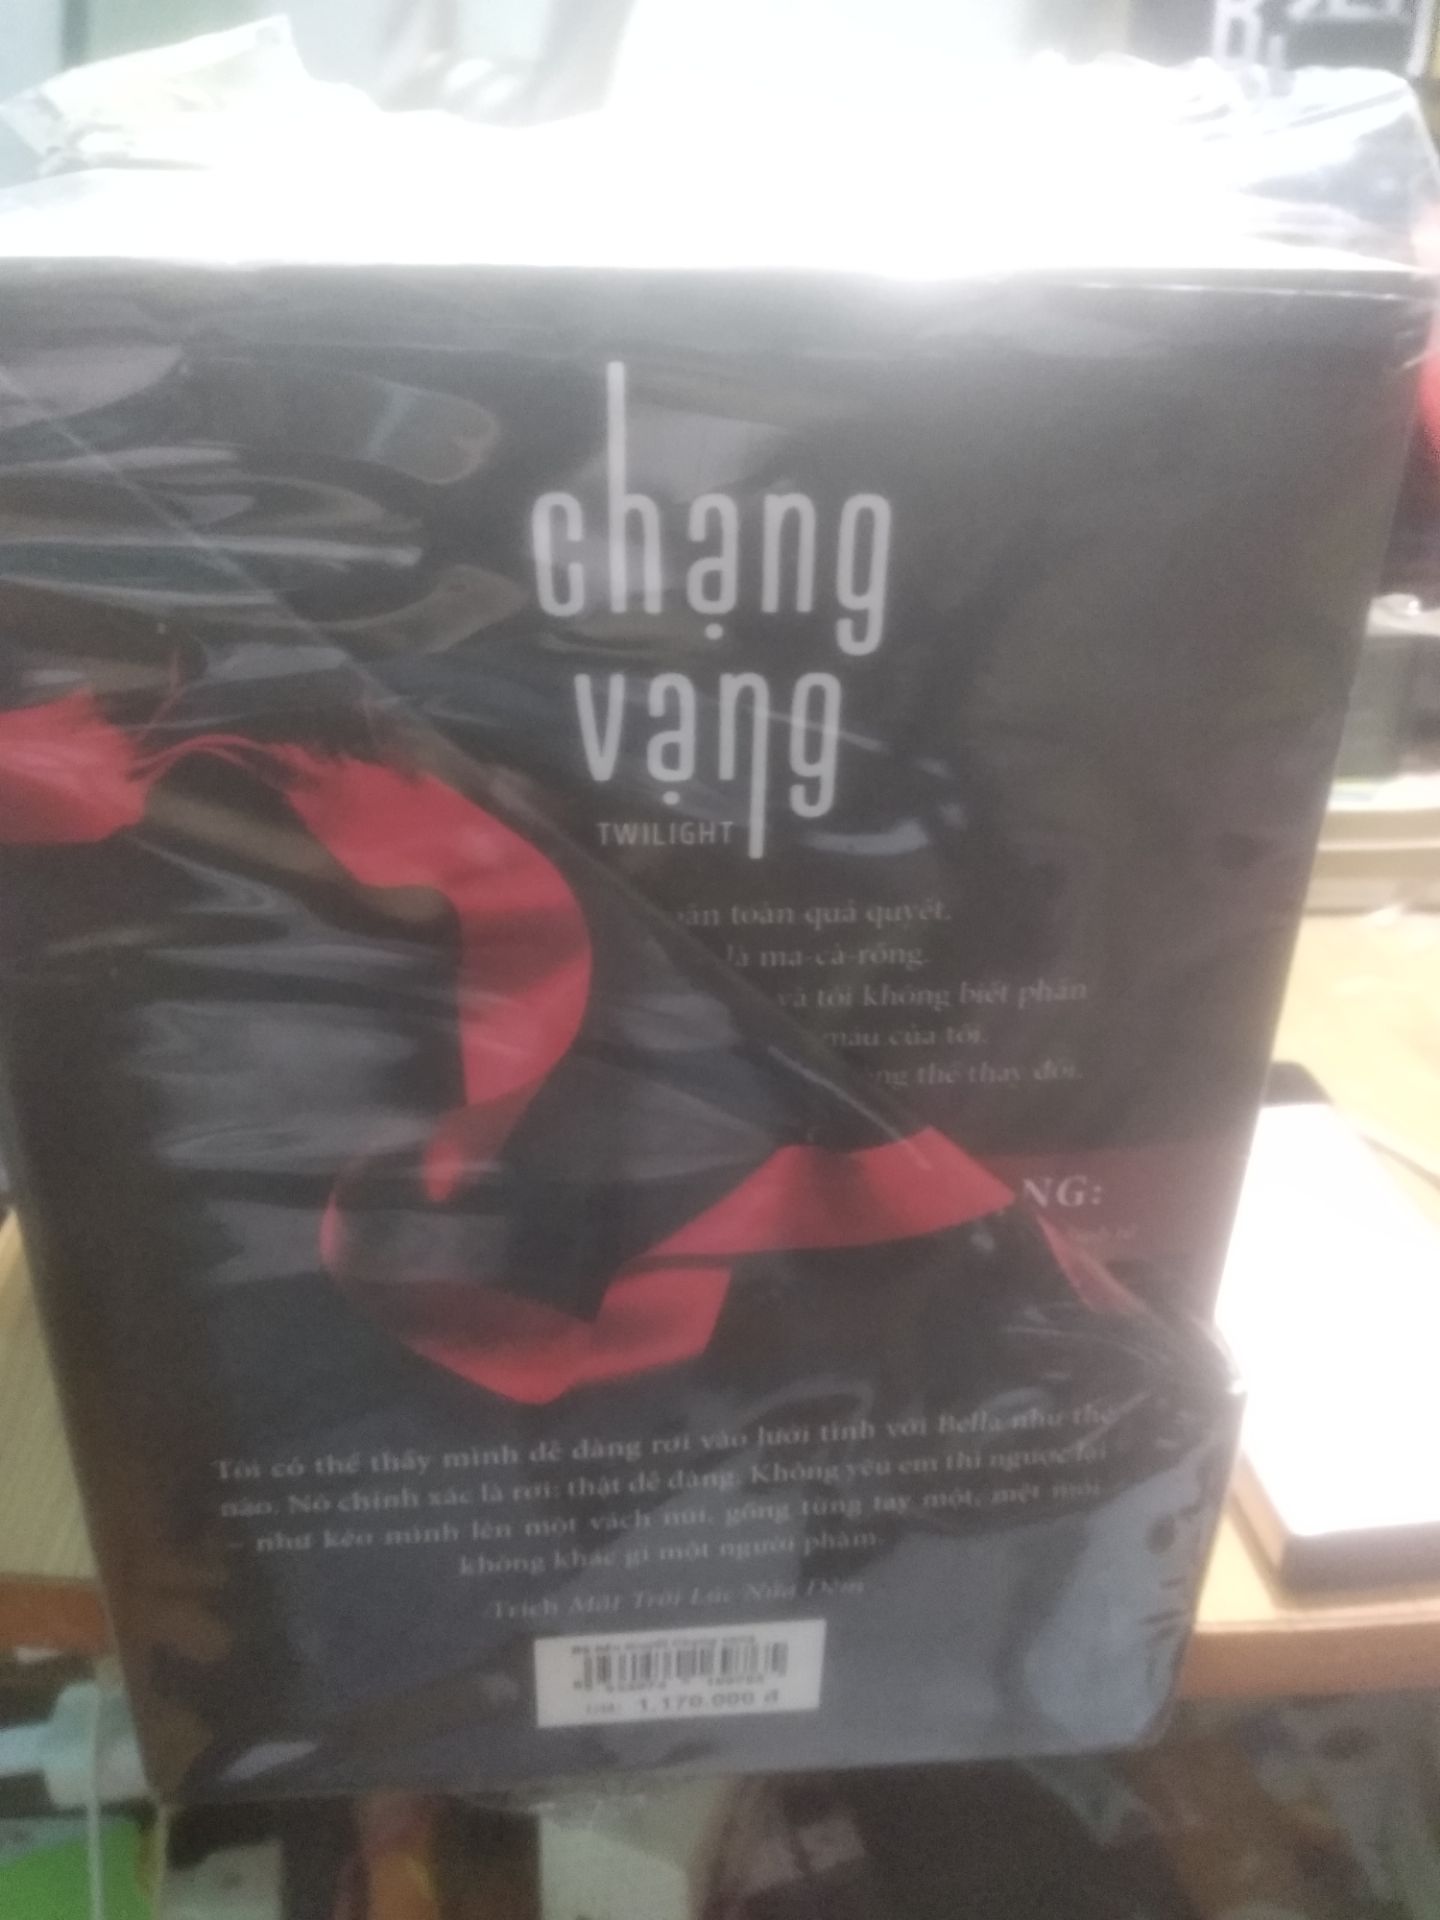 chạng
vạng
TWILIGHT
toàn quả quyết.
là ma-cà-rồng.
và tôi không biết phần
máu của tôi.
thể thay đổi.
NG:
Tôi có thể thấy mình dễ dàng rơi vào lưới tình với Bella như thế
nào. Nó chính xác là rơi: thật dễ dàng. Không yêu em thì ngược lại
– như kéo mình lên một vách núi, gồng từng tay một, mệt mỏi
không khác gì một người phàm.
Trích Mặt Trời Lúc Nửa Đêm
1.170.000 đ